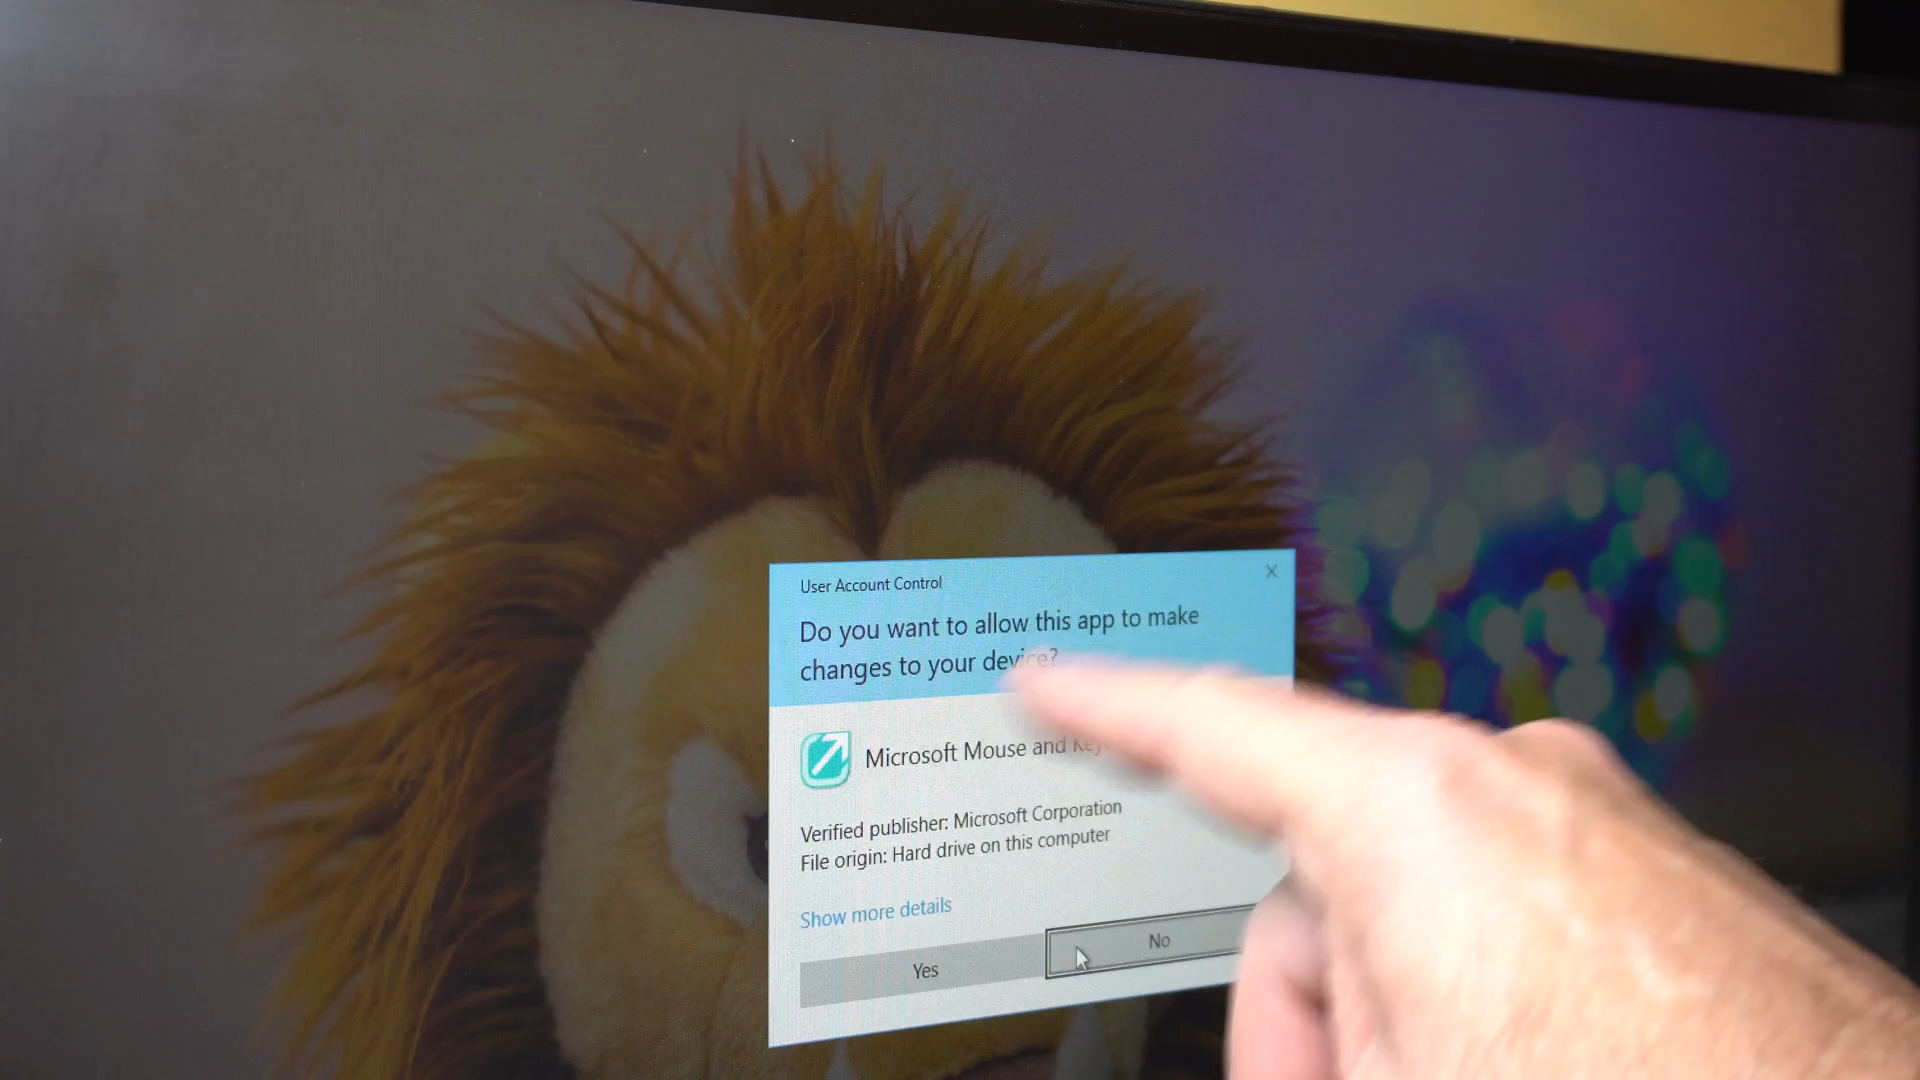 User Account Control
Do you want to allow this app to make
changes to your device?
Microsoft Mouse and
Verified publisher: Microsoft Corporation
File origin: Hard drive on this computer
Show more details
Yes
No